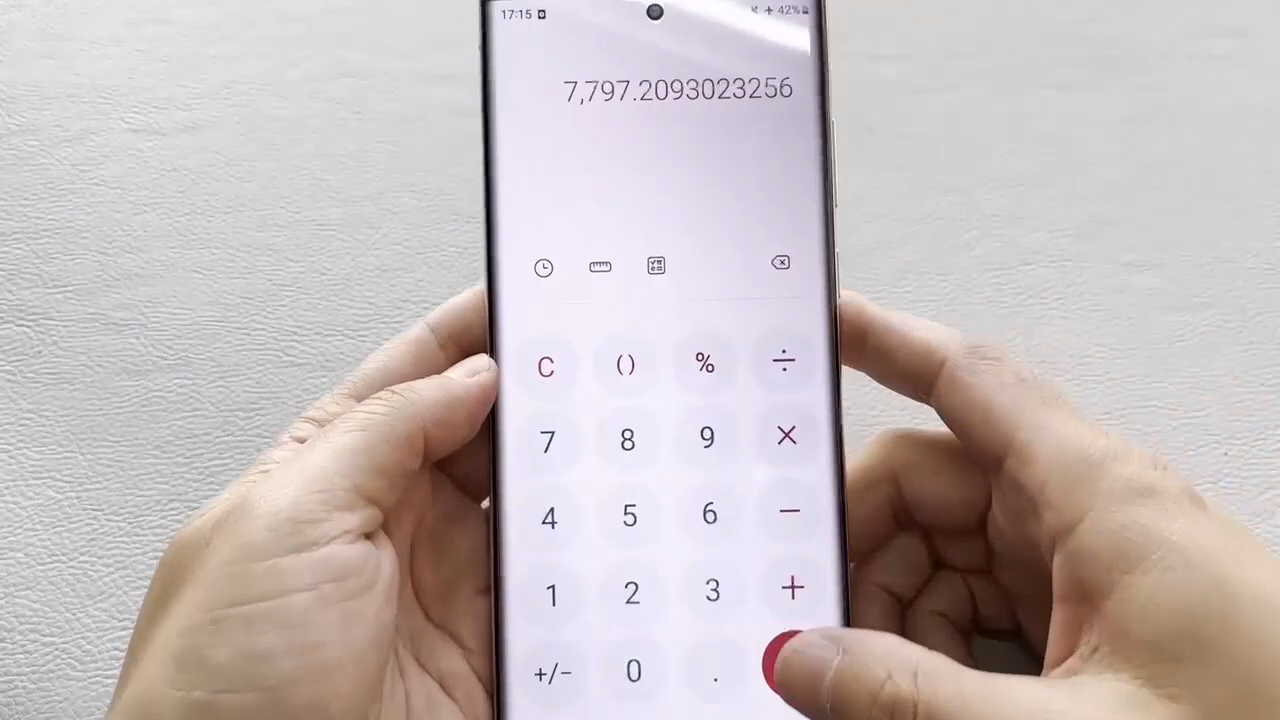 17:15 42%
7,797.2093023256
C () % ÷
7 8 9 ×
4 5 6 −
1 2 3 +
+/− 0 .